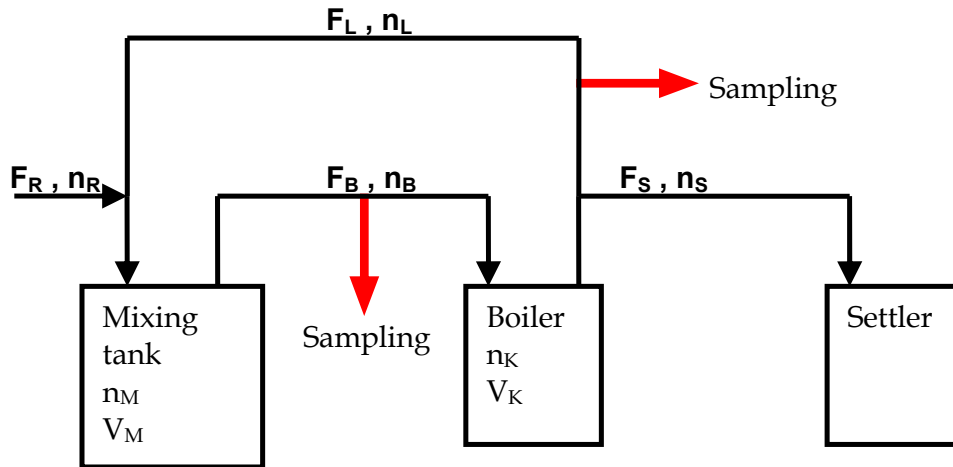 F_L , n_L
Sampling
F_R , n_R
F_B , n_B
F_S , n_S
Sampling
Mixing
tank
n_M
V_M
Boiler
n_K
V_K
Settler